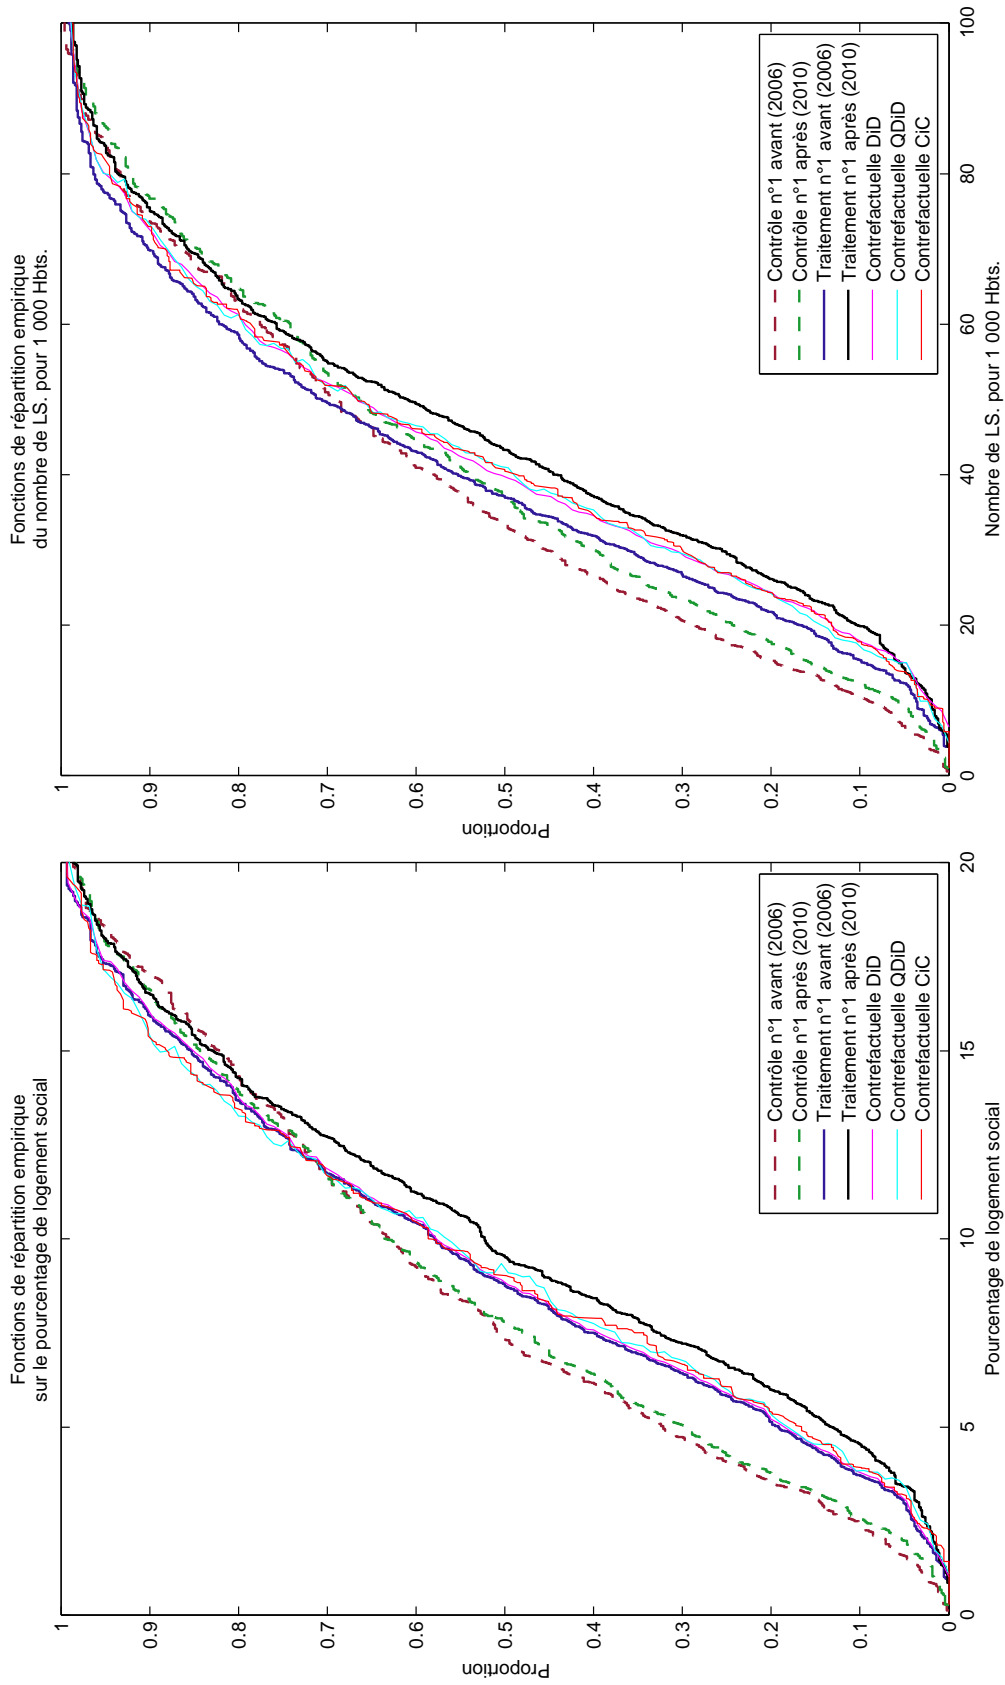 Fonctions de répartition empirique
sur le pourcentage de logement social
1
0.9
0.8
0.7
0.6
0.5
0.4
0.3
0.2
0.1
0
5
10
15
20
Proportion
Pourcentage de logement social
Contrôle n°1 avant (2006)
Contrôle n°1 après (2010)
Traitement n°1 avant (2006)
Traitement n°1 après (2010)
Contrefactuelle DiD
Contrefactuelle QDiD
Contrefactuelle CiC
Fonctions de répartition empirique
du nombre de LS. pour 1 000 Hbts.
1
0.9
0.8
0.7
0.6
0.5
0.4
0.3
0.2
0.1
0
20
40
60
80
100
Proportion
Nombre de LS. pour 1 000 Hbts.
Contrôle n°1 avant (2006)
Contrôle n°1 après (2010)
Traitement n°1 avant (2006)
Traitement n°1 après (2010)
Contrefactuelle DiD
Contrefactuelle QDiD
Contrefactuelle CiC